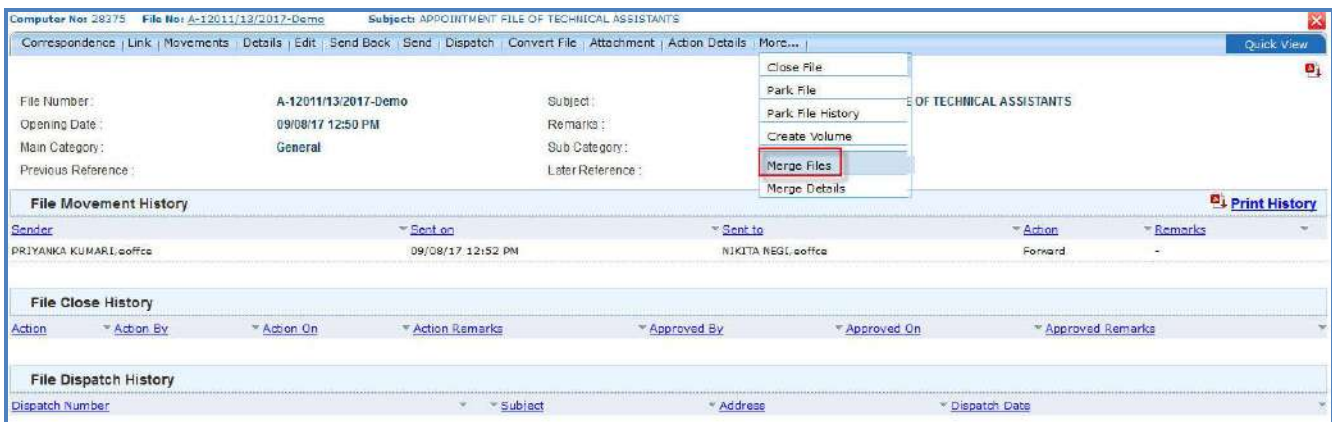 Computer No: 28375 File No: A-12011/13/2017-Demo Subject: APPOINTMENT FILE OF TECHNICAL ASSISTANTS
Correspondence | Link | Movements | Details | Edit | Send Back | Send | Dispatch | Convert File | Attachment | Action Details | More... | Quick View
Close File
Park File
File Number : A-12011/13/2017-Demo Subject : E OF TECHNICAL ASSISTANTS
Park File History
Opening Date : 09/08/17 12:50 PM Remarks :
Create Volume
Main Category : General Sub Category :
Merge Files
Previous Reference : Later Reference :
Merge Details
File Movement History Print History
Sender Sent on Sent to Action Remarks
PRIYANKA KUMARI,eoffce 09/08/17 12:52 PM NIKITA NEGI,eoffce Forward -
File Close History
Action Action By Action On Action Remarks Approved By Approved On Approved Remarks
File Dispatch History
Dispatch Number Subject Address Dispatch Date